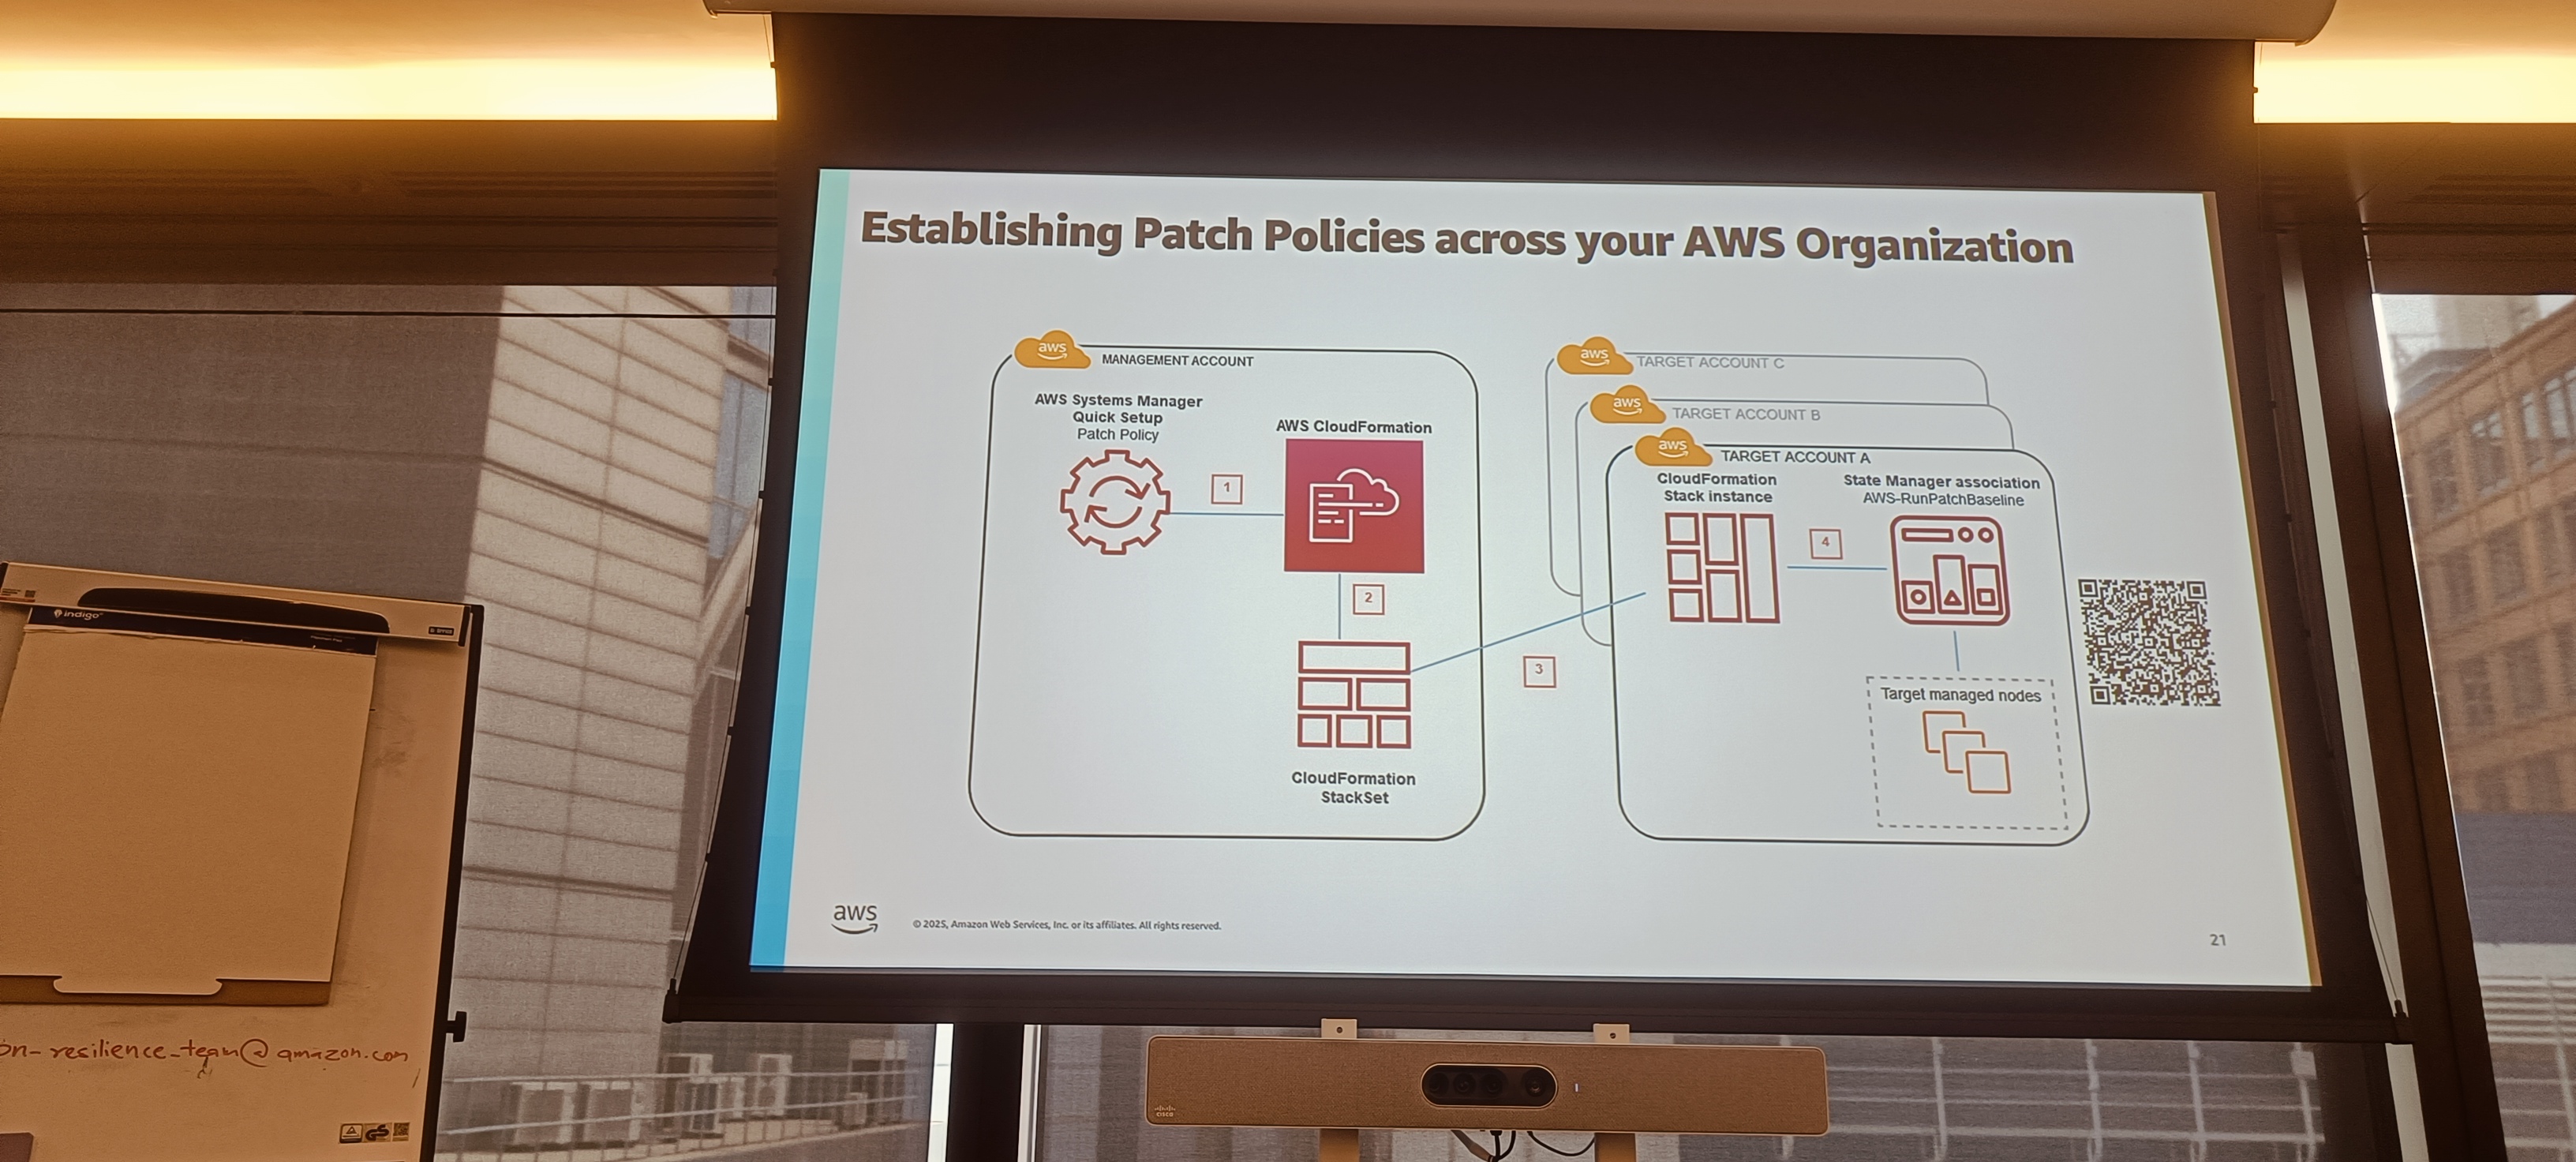 Establishing Patch Policies across your AWS Organization
aws
MANAGEMENT ACCOUNT
AWS Systems Manager
Quick Setup
Patch Policy
1
AWS CloudFormation
2
CloudFormation
StackSet
3
aws
TARGET ACCOUNT C
aws
TARGET ACCOUNT B
aws
TARGET ACCOUNT A
CloudFormation
Stack instance
4
State Manager association
AWS-RunPatchBaseline
Target managed nodes
aws
© 2025, Amazon Web Services, Inc. or its affiliates. All rights reserved.
21
indigo
on-resilience_team@amazon.com
CISCO